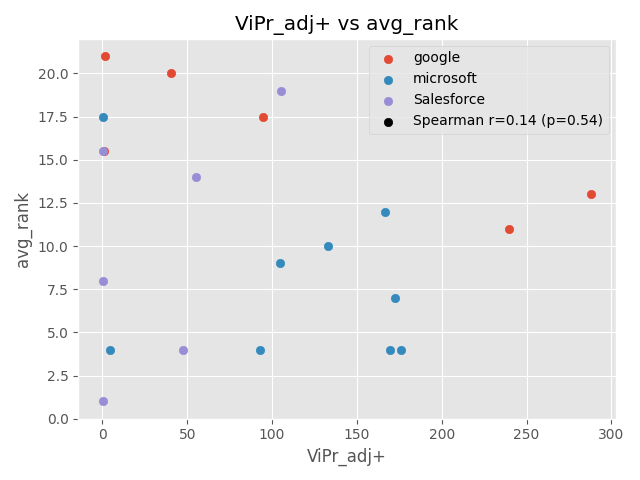 ViPr_adj+ vs avg_rank
google
microsoft
Salesforce
Spearman r=0.14 (p=0.54)
avg_rank
20.0
17.5
15.0
12.5
10.0
7.5
5.0
2.5
0.0
0
50
100
150
200
250
300
ViPr_adj+